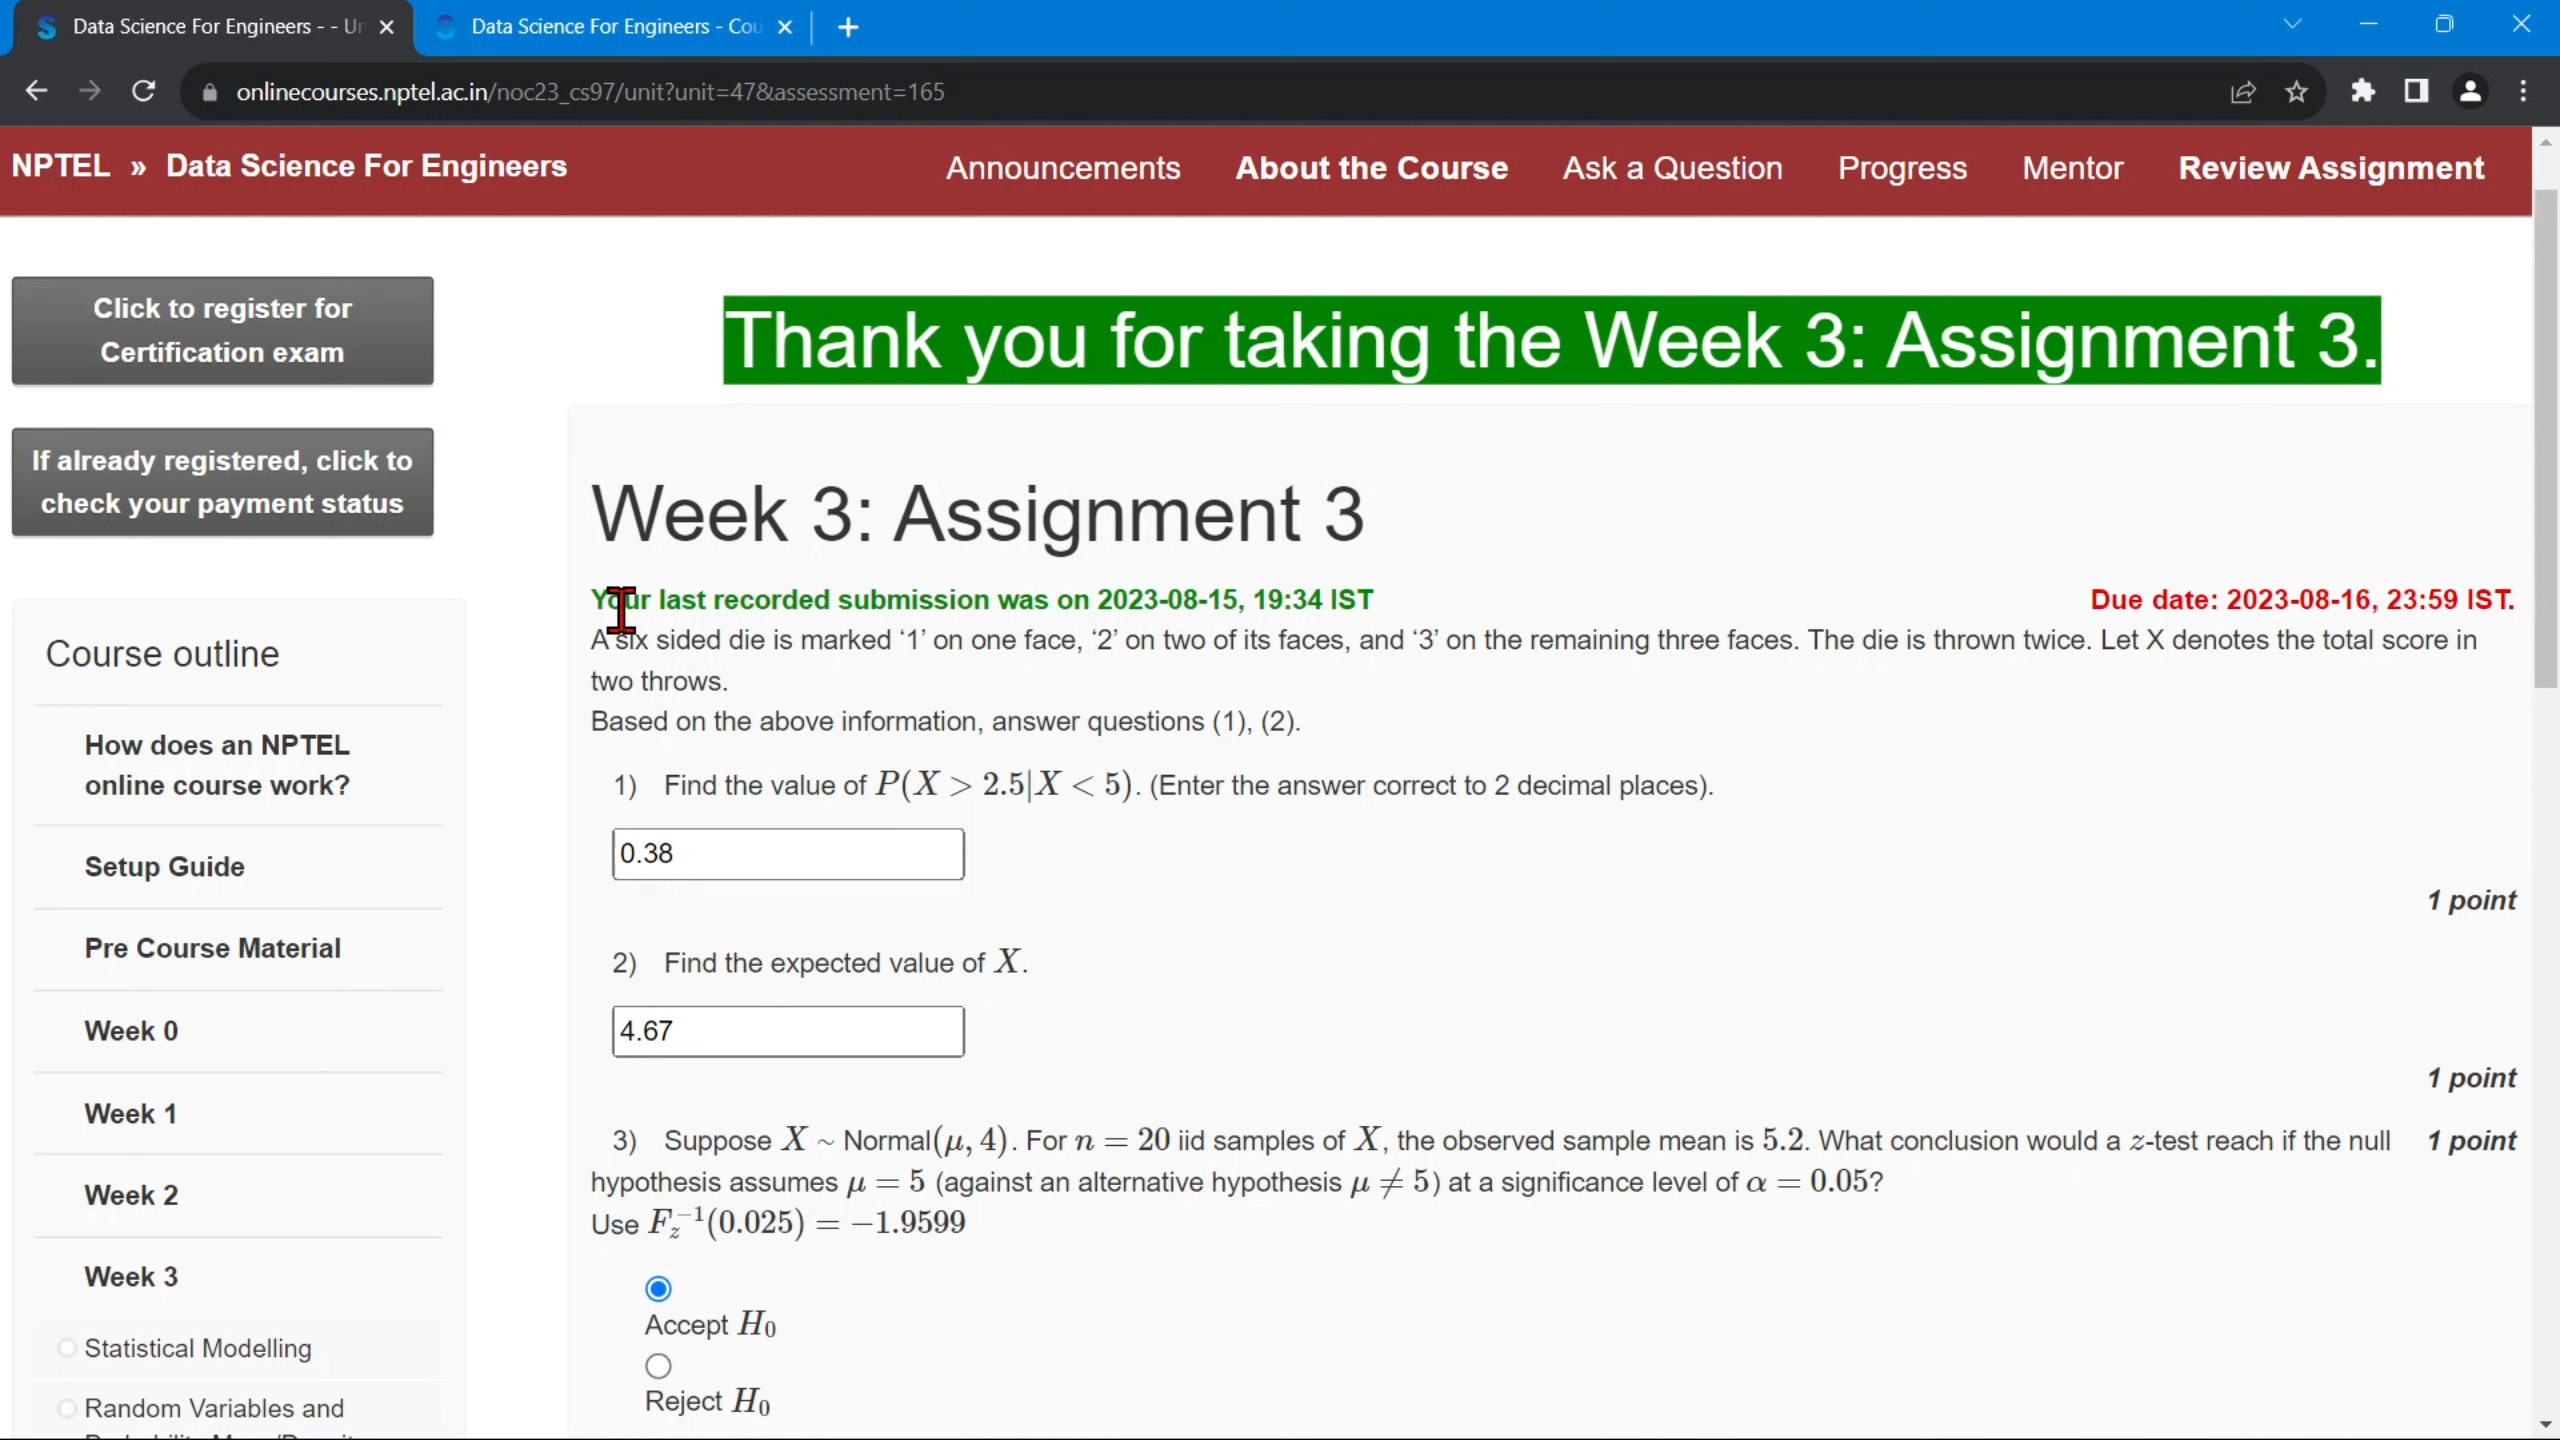 Data Science For Engineers - - Un
Data Science For Engineers - Cou
onlinecourses.nptel.ac.in/noc23_cs97/unit?unit=47&assessment=165
NPTEL » Data Science For Engineers
Announcements
About the Course
Ask a Question
Progress
Mentor
Review Assignment
Click to register for
Certification exam
If already registered, click to
check your payment status
Course outline
How does an NPTEL
online course work?
Setup Guide
Pre Course Material
Week 0
Week 1
Week 2
Week 3
Statistical Modelling
Random Variables and
Thank you for taking the Week 3: Assignment 3.
Week 3: Assignment 3
Your last recorded submission was on 2023-08-15, 19:34 IST
Due date: 2023-08-16, 23:59 IST.
A six sided die is marked ‘1’ on one face, ‘2’ on two of its faces, and ‘3’ on the remaining three faces. The die is thrown twice. Let X denotes the total score in
two throws.
Based on the above information, answer questions (1), (2).
1) Find the value of P(X > 2.5|X < 5). (Enter the answer correct to 2 decimal places).
0.38
1 point
2) Find the expected value of X.
4.67
1 point
3) Suppose X ~ Normal(μ, 4). For n = 20 iid samples of X, the observed sample mean is 5.2. What conclusion would a z-test reach if the null
1 point
hypothesis assumes μ = 5 (against an alternative hypothesis μ ≠ 5) at a significance level of α = 0.05?
Use F_z^{-1}(0.025) = −1.9599
Accept H₀
Reject H₀